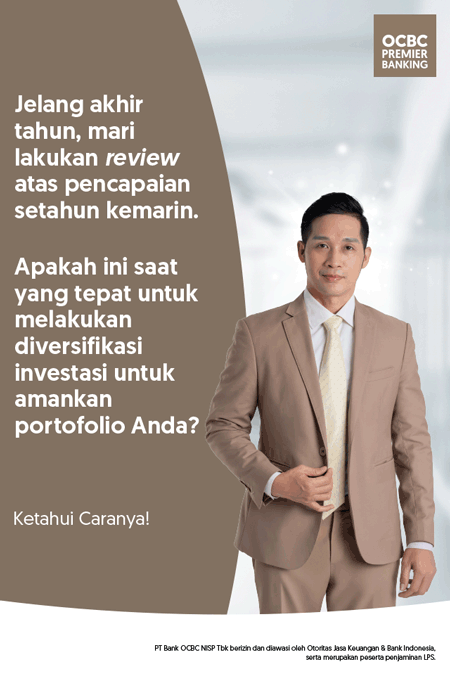 OCBC
PREMIER
BANKING
Jelang akhir
tahun, mari
lakukan review
atas pencapaian
setahun kemarin.
Apakah ini saat
yang tepat untuk
melakukan
diversifikasi
investasi untuk
amankan
portofolio Anda?
Ketahui Caranya!
PT Bank OCBC NISP Tbk berizin dan diawasi oleh Otoritas Jasa Keuangan & Bank Indonesia,
serta merupakan peserta penjaminan LPS.